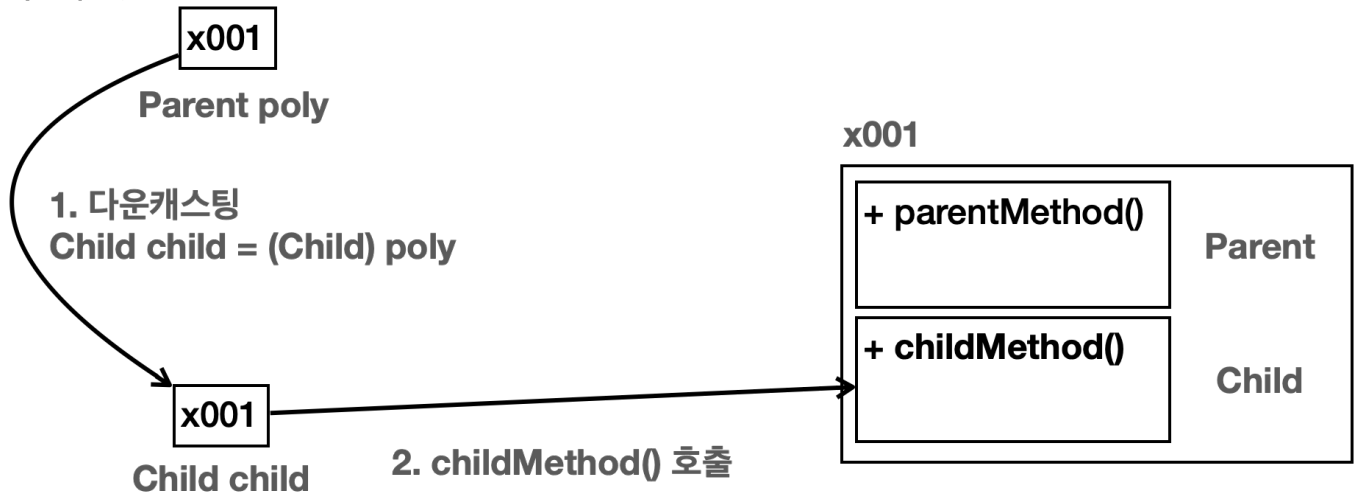 x001
Parent poly
1. 다운캐스팅
Child child = (Child) poly
x001
Child child
2. childMethod() 호출
x001
+ parentMethod()
Parent
+ childMethod()
Child